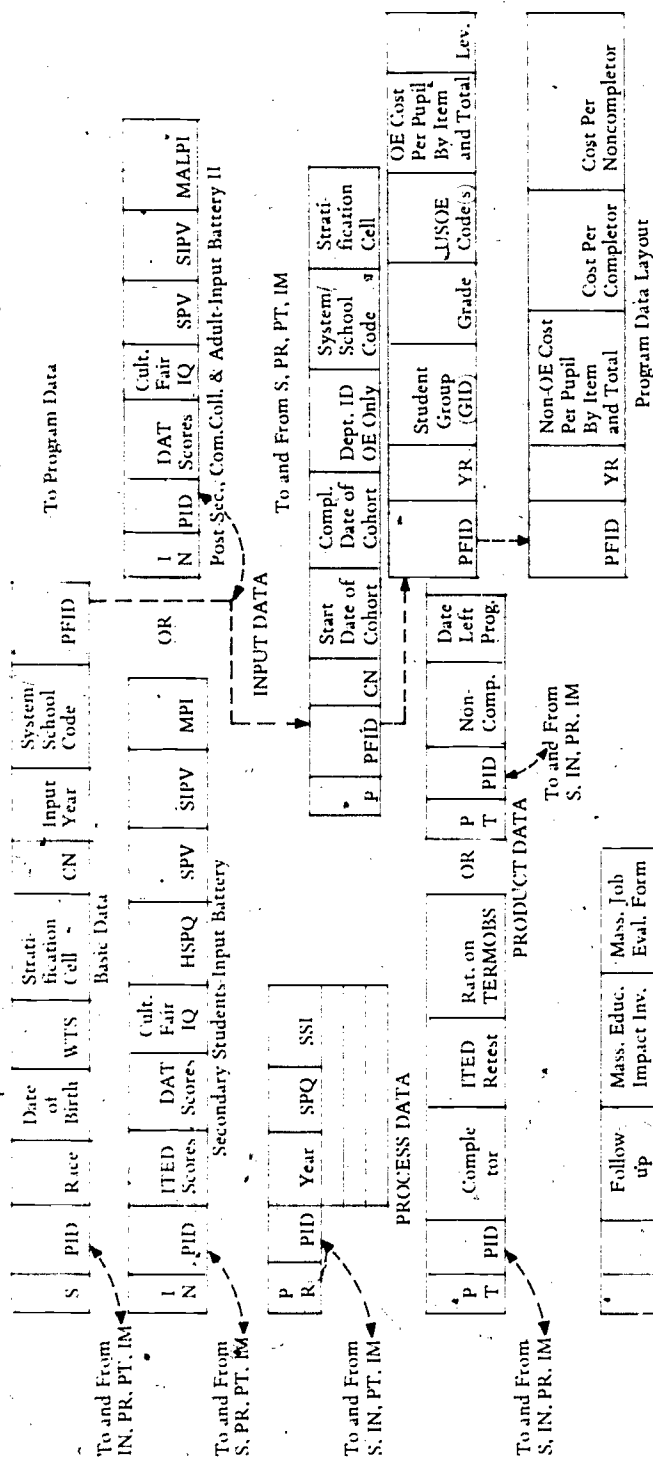 To and From
IN, PR, PT, IM
S PID Race Date of Birth WTS Strati- fication Cell CN Input Year System/ School Code PFID
Basic Data
To Program Data
To and From
S, PR, PT, IM
I N PID ITED Scores DAT Scores Cult. Fair IQ HSPQ SPV SIPV MPI
Secondary Students-Input Battery
OR
I N PID DAT Scores Cult. Fair IQ SPV SIPV MALPI
Post-Sec., Com.Coll. & Adult-Input Battery II
INPUT DATA
To and From
S, IN, PT, IM
P R PID Year SPQ SSI
PROCESS DATA
To and From S, PR, PT, IM
P PFID CN Start Date of Cohort Compl. Date of Cohort Dept. ID OE Only System/ School Code Strati- fication Cell
PFID YR Student Group (GID) Grade USOE Code(s) OE Cost Per Pupil By Item and Total Lev.
PFID YR Non-OE Cost Per Pupil By Item and Total Cost Per Completor Cost Per Noncompletor
Program Data Layout
To and From
S, IN, PR, IM
P T PID Comple tor ITED Retest Rat. on TERMOBS
OR
P T PID Non- Comp. Date Left Prog.
PRODUCT DATA
To and From
S, IN, PR, IM
Follow- up Mass. Educ. Impact Inv. Mass. Job Eval. Form